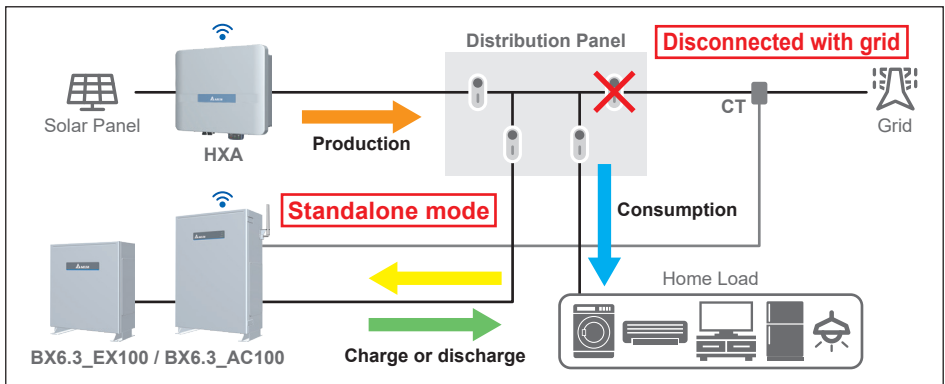 Distribution Panel
Disconnected with grid
Solar Panel
HXA
Production
CT
Grid
Standalone mode
Consumption
Home Load
BX6.3_EX100 / BX6.3_AC100
Charge or discharge